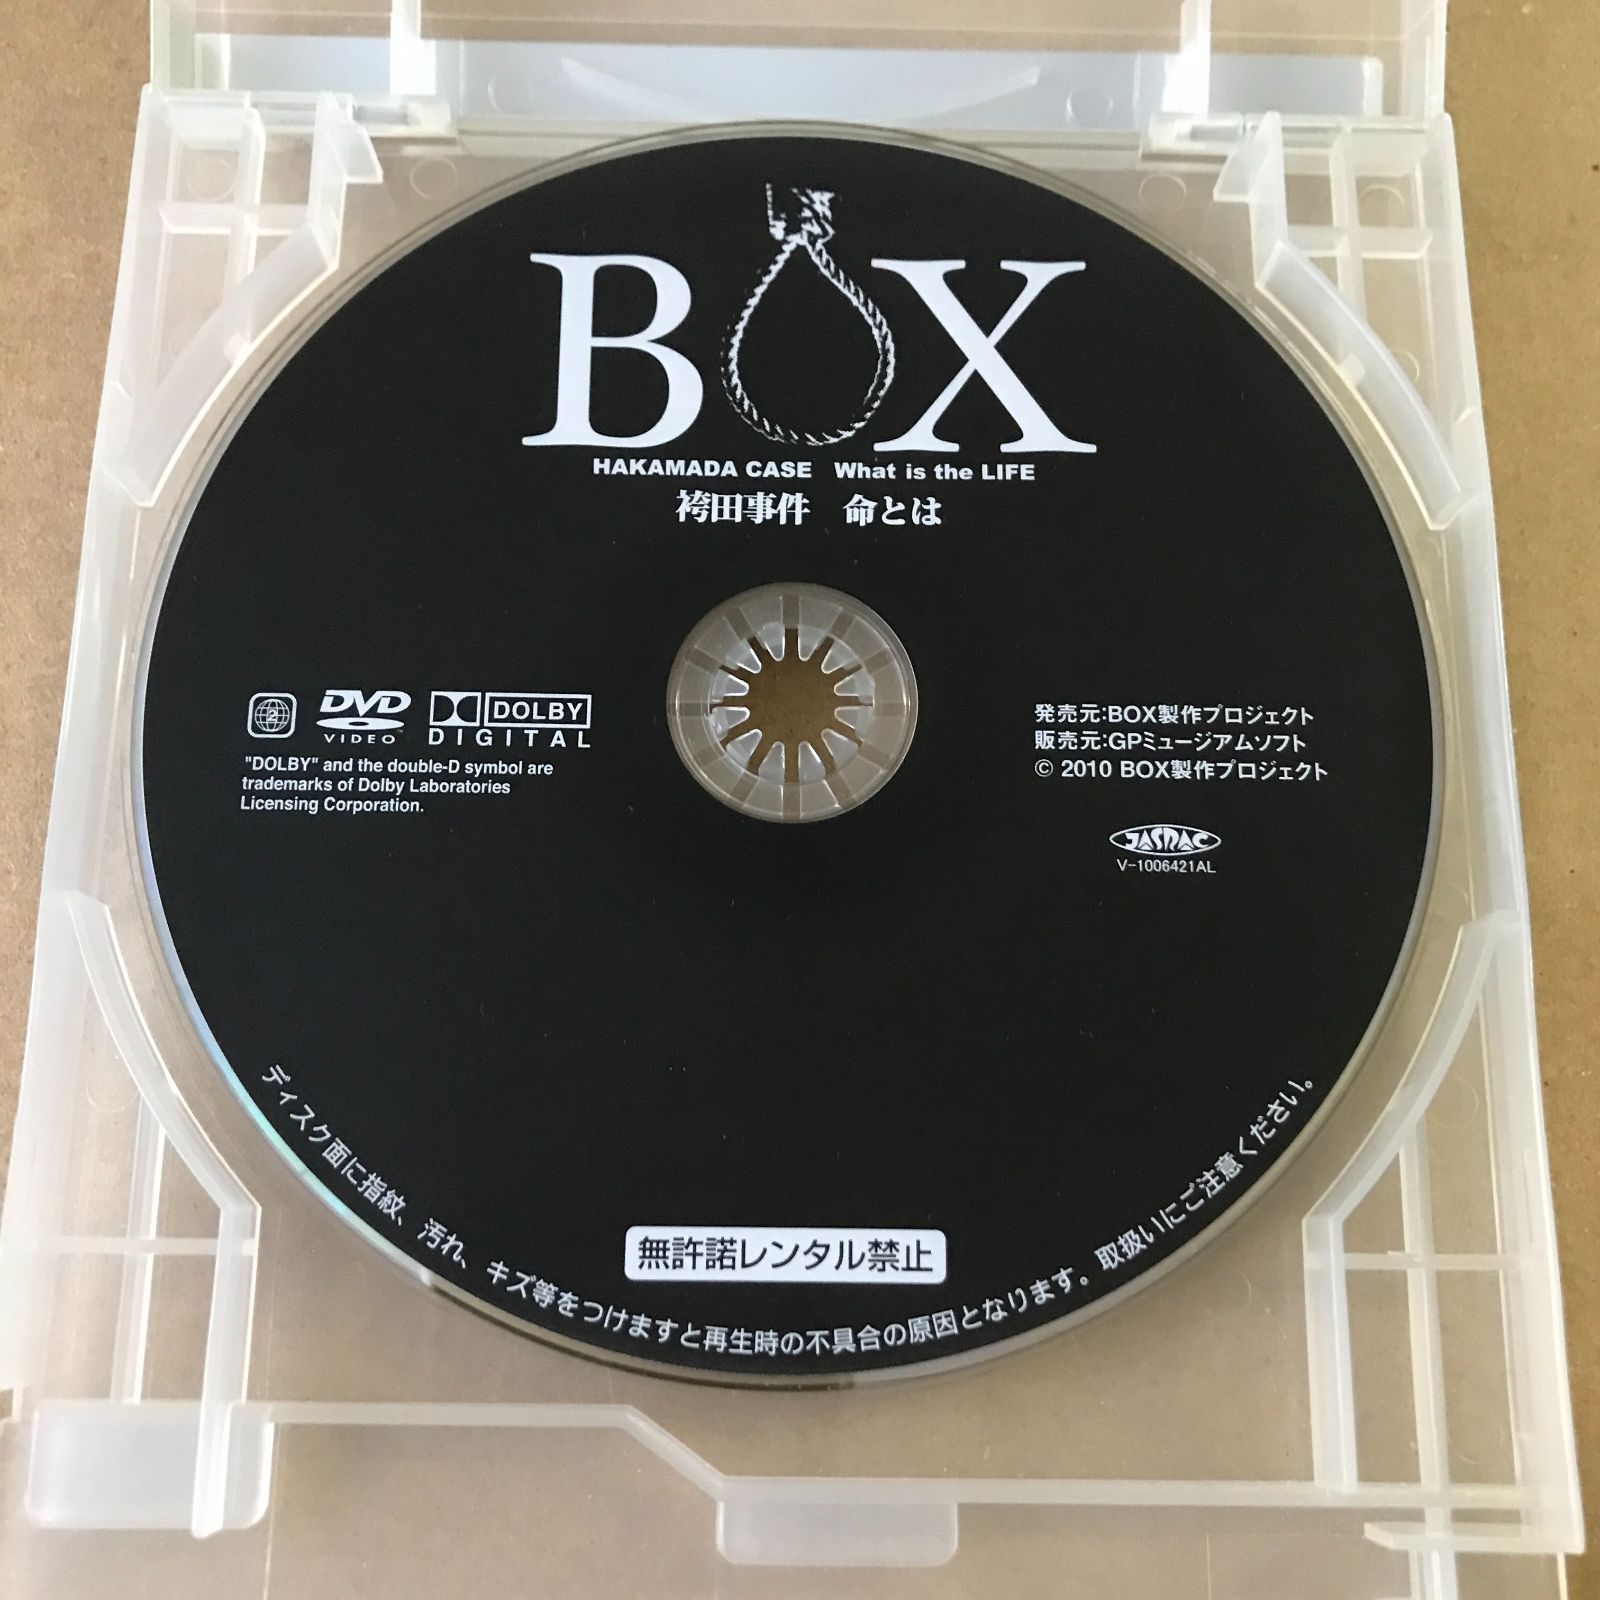 BOX
HAKAMADA CASE What is the LIFE
袴田事件 命とは
2
DVD
VIDEO™
DOLBY
DIGITAL
"DOLBY" and the double-D symbol are
trademarks of Dolby Laboratories
Licensing Corporation.
発売元:BOX製作プロジェクト
販売元:GPミュージアムソフト
© 2010 BOX製作プロジェクト
JASRAC
V-1006421AL
無許諾レンタル禁止
ディスク面に指紋、汚れ、キズ等をつけますと再生時の不具合の原因となります。取扱いにご注意ください。